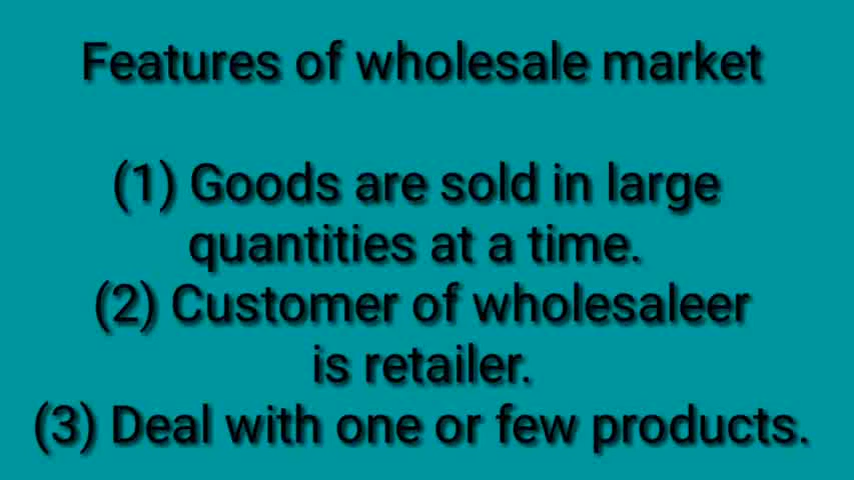 Features of wholesale market
(1) Goods are sold in large
quantities at a time.
(2) Customer of wholesaleer
is retailer.
(3) Deal with one or few products.